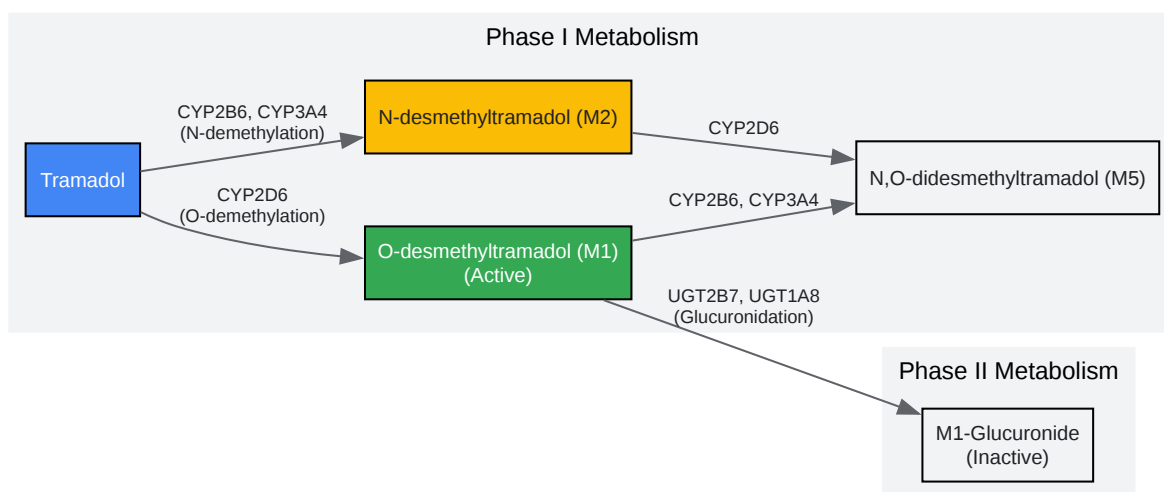 Phase I Metabolism
CYP2B6, CYP3A4
(N-demethylation)
N-desmethyltramadol (M2)
CYP2D6
Tramadol
N,O-didesmethyltramadol (M5)
CYP2D6
(O-demethylation)
CYP2B6, CYP3A4
O-desmethyltramadol (M1)
(Active)
UGT2B7, UGT1A8
(Glucuronidation)
Phase II Metabolism
M1-Glucuronide
(Inactive)